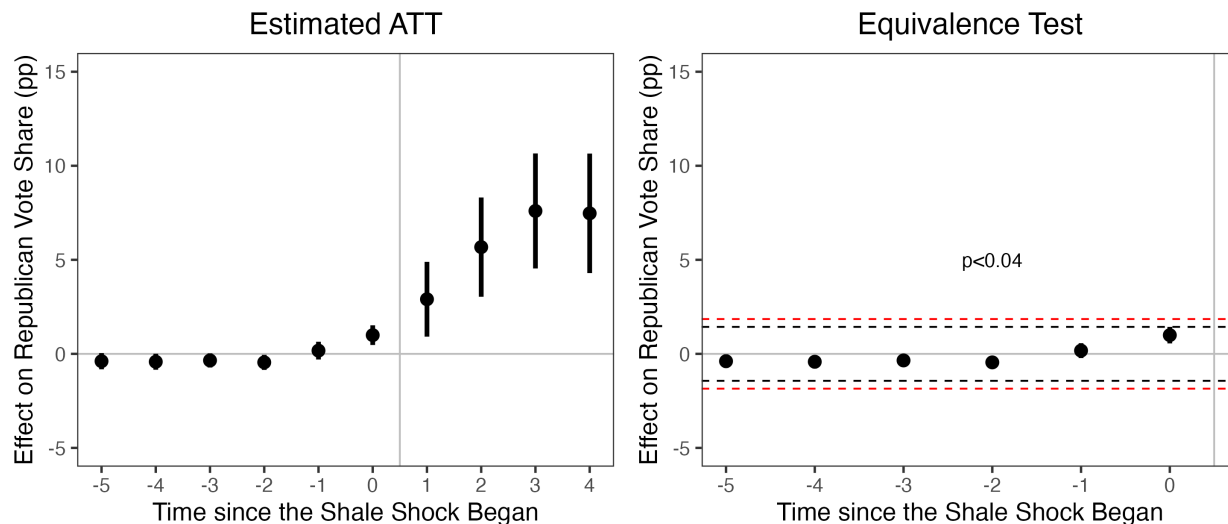 Estimated ATT
Effect on Republican Vote Share (pp)
15
10
5
0
-5
-5 -4 -3 -2 -1 0 1 2 3 4
Time since the Shale Shock Began
Equivalence Test
Effect on Republican Vote Share (pp)
15
10
5
0
-5
p<0.04
-5 -4 -3 -2 -1 0
Time since the Shale Shock Began